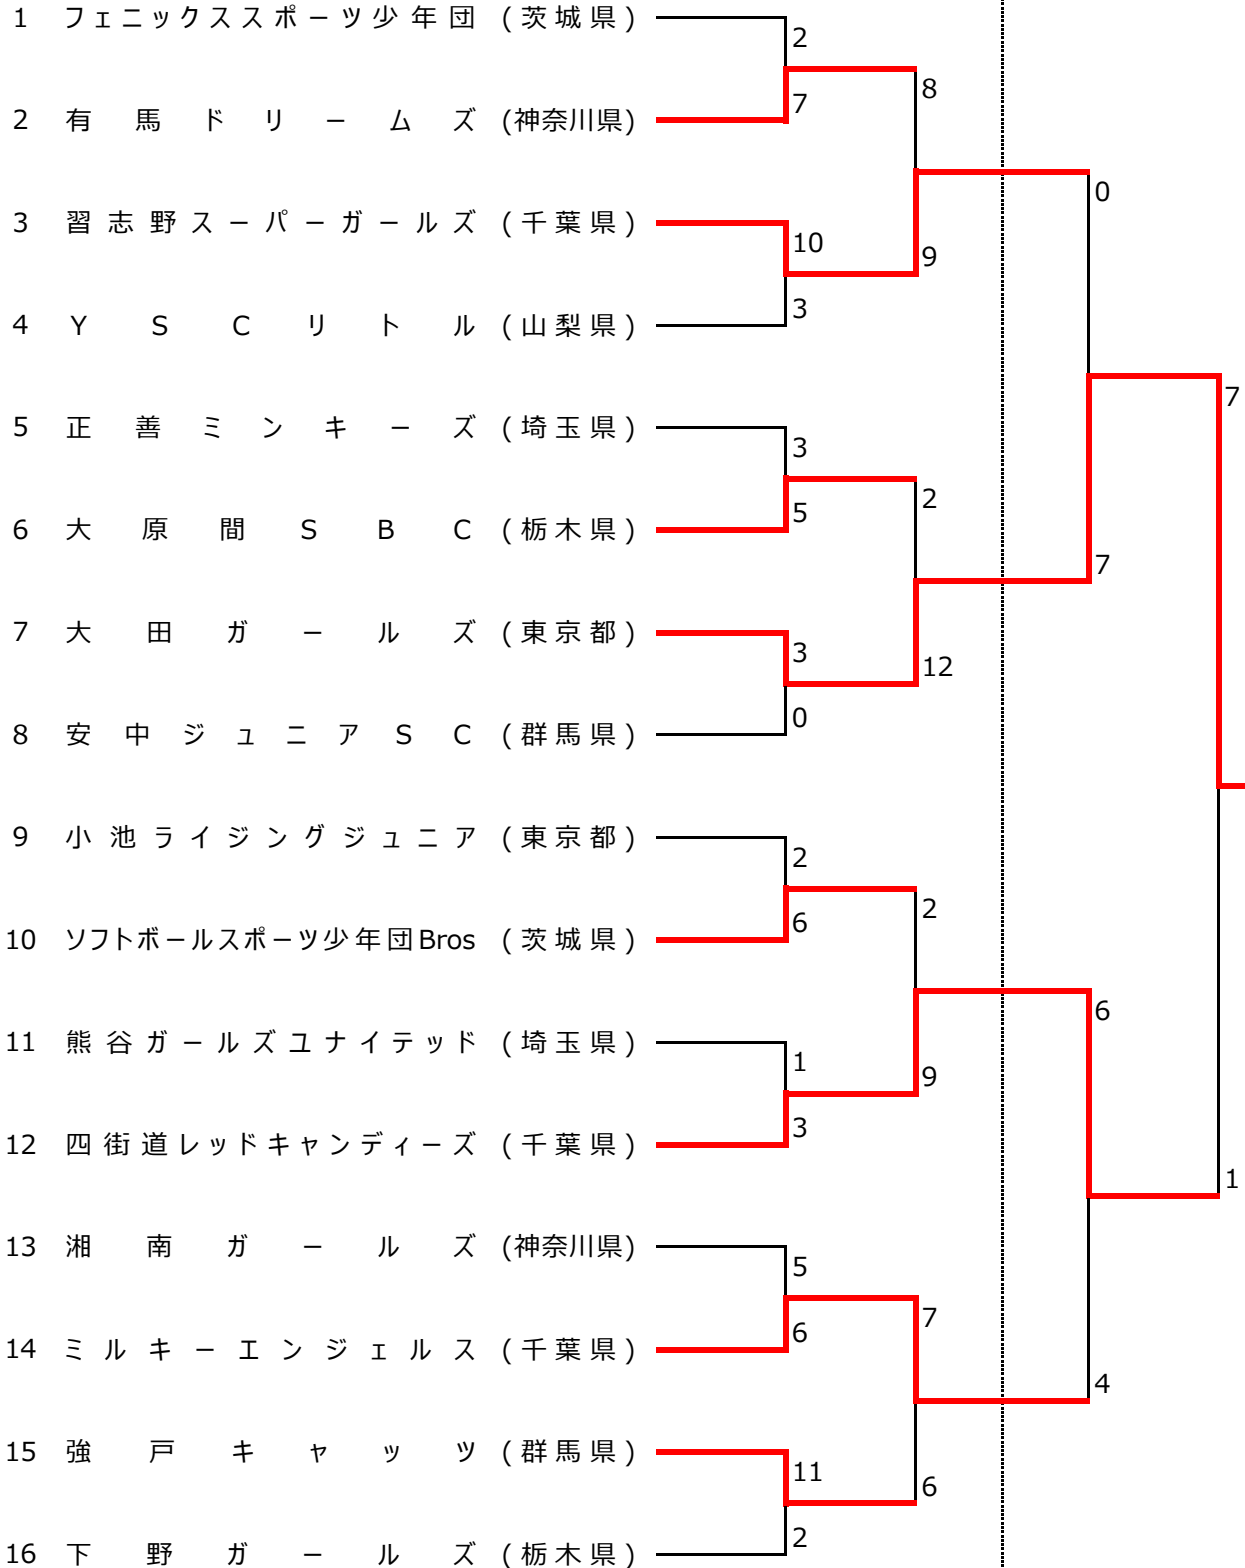 1 フェニックススポーツ少年団 (茨城県)
2
7
2 有馬ドリームズ (神奈川県)
8
3 習志野スーパーガールズ (千葉県)
10
9
0
4 YSCリトル (山梨県)
3
5 正善ミンキーズ (埼玉県)
3
7
6 大原間SBC (栃木県)
5
2
7
7 大田ガールズ (東京都)
3
12
8 安中ジュニアSC (群馬県)
0
9 小池ライジングジュニア (東京都)
2
10 ソフトボールスポーツ少年団Bros (茨城県)
6
2
11 熊谷ガールズユナイテッド (埼玉県)
1
9
6
12 四街道レッドキャンディーズ (千葉県)
3
1
13 湘南ガールズ (神奈川県)
5
14 ミルキーエンジェルス (千葉県)
6
7
4
15 強戸キャッツ (群馬県)
11
6
16 下野ガールズ (栃木県)
2